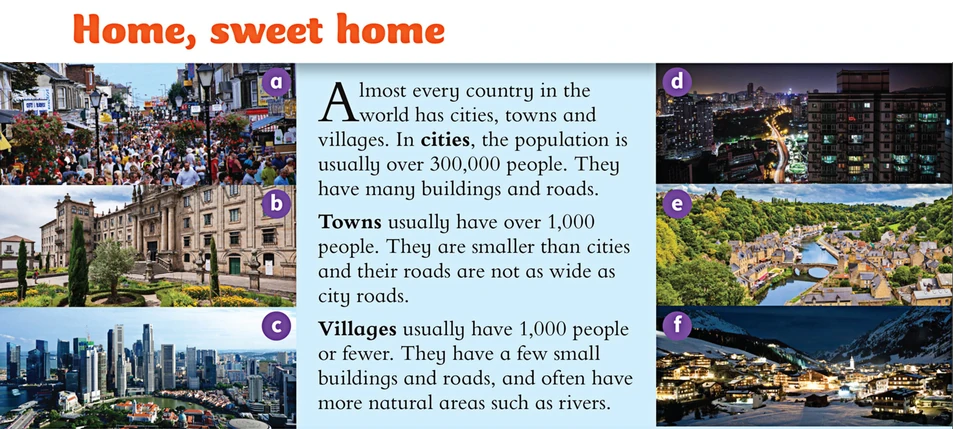 Home, sweet home
a
b
c
Almost every country in the
world has cities, towns and
villages. In cities, the population is
usually over 300,000 people. They
have many buildings and roads.
Towns usually have over 1,000
people. They are smaller than cities
and their roads are not as wide as
city roads.
Villages usually have 1,000 people
or fewer. They have a few small
buildings and roads, and often have
more natural areas such as rivers.
d
e
f